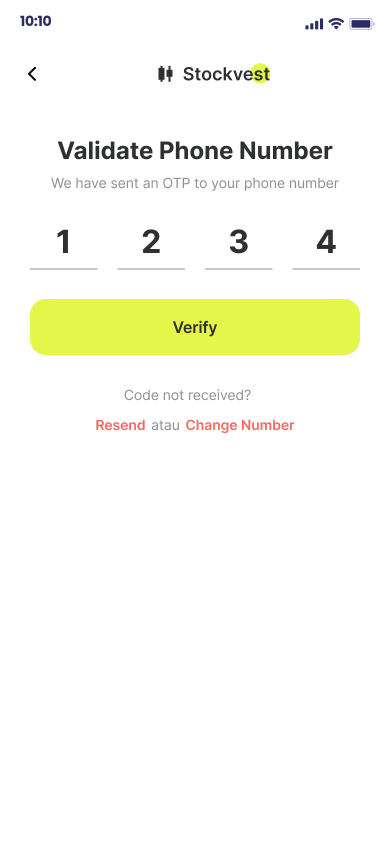 10:10
Stockvest
Validate Phone Number
We have sent an OTP to your phone number
1 2 3 4
Verify
Code not received?
Resend atau Change Number